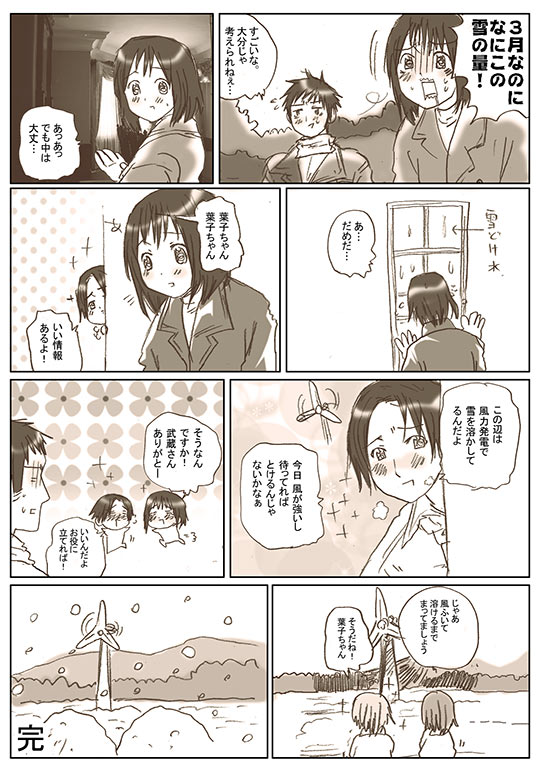 ３月なのに
なにこの
雪の量！
すごいな。
大分じゃ
考えられねぇ…
あっあっ
でも中は
大丈…
雪どけ水
あ…
だめだ…
葉子ちゃん
葉子ちゃん
いい情報
あるよ！
この辺は
風力発電で
雪を溶かして
るんだよ
今日 風が強いし
待ってれば
とけるんじゃ
ないかなぁ
そうなん
ですか！
武蔵さん
ありがとー
いいんだよ
お役に
立てれば！
じゃあ
風ふいて
溶けるまで
まってましょう
そうだね！
葉子ちゃん
完